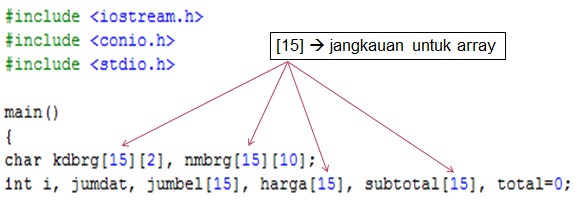 #include <iostream.h>
#include <conio.h>
#include <stdio.h>
[15] → jangkauan untuk array
main()
{
char kdbrg[15][2], nmbrg[15][10];
int i, jumdat, jumbel[15], harga[15], subtotal[15], total=0;